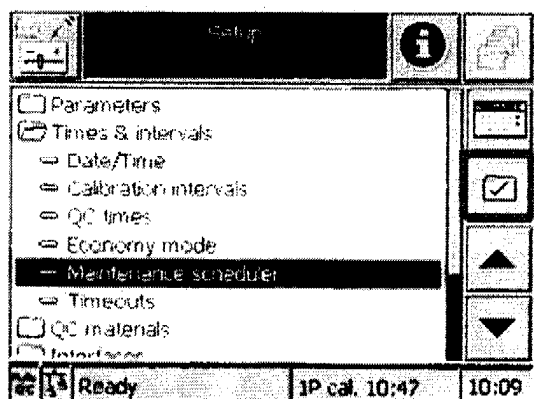 Setup
Parameters
Times & intervals
Date/Time
Calibration intervals
QC times
Economy mode
Maintenance scheduler
Timeouts
QC materials
Interfaces
Ready 1P cal. 10:47 10:09